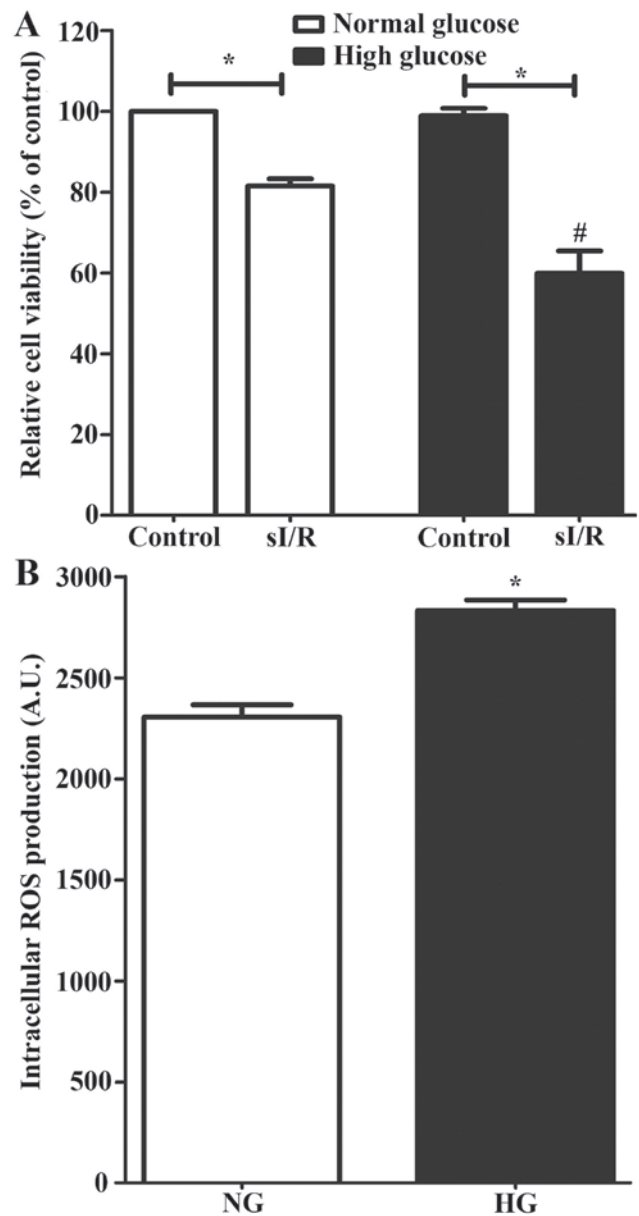 A
Normal glucose
High glucose
Relative cell viability (% of control)
120
100
80
60
40
20
0
*
*
#
Control
sI/R
Control
sI/R
B
Intracellular ROS production (A.U.)
3000
2500
2000
1500
1000
500
0
*
NG
HG